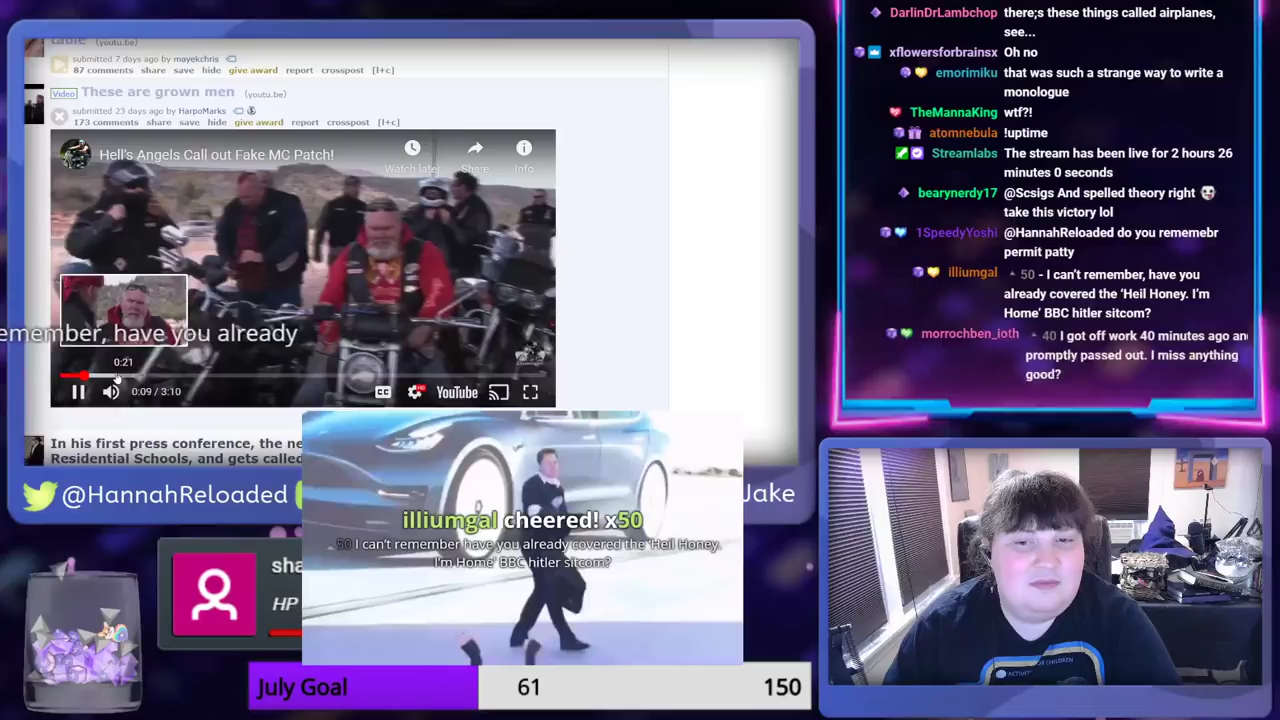 (youtu.be)
submitted 7 days ago by mayekchris
87 comments share save hide give award report crosspost [l+c]
Video These are grown men (youtu.be)
submitted 23 days ago by HarpoMarks
173 comments share save hide give award report crosspost [l+c]
Hell's Angels Call out Fake MC Patch!
Watch later Share Info
emember, have you already
0:21
0:09 / 3:10
CC HD YouTube
In his first press conference, the ne
Residential Schools, and gets called
@HannahReloaded
Jake
illiumgal cheered! x50
50 I can't remember have you already covered the 'Heil Honey.
I'm Home' BBC hitler sitcom?
sha
HP
July Goal 61 150
DarlinDrLambchop there;s these things called airplanes,
see...
xflowersforbrainsx Oh no
emorimiku that was such a strange way to write a
monologue
TheMannaKing wtf?!
atomnebula !uptime
Streamlabs The stream has been live for 2 hours 26
minutes 0 seconds
bearynerdy17 @Scsigs And spelled theory right
take this victory lol
1SpeedyYoshi @HannahReloaded do you rememebr
permit patty
illiumgal 50 - I can't remember, have you
already covered the 'Heil Honey. I'm
Home' BBC hitler sitcom?
morrochben_ioth 40 I got off work 40 minutes ago and
promptly passed out. I miss anything
good?